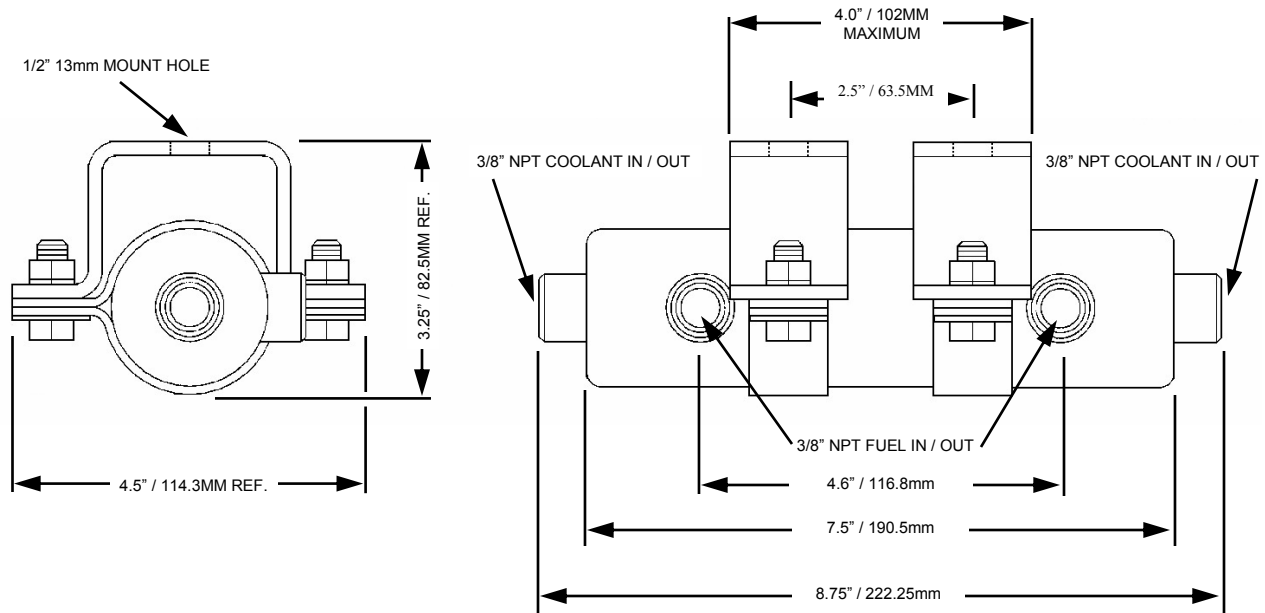 4.0” / 102MM
MAXIMUM
1/2” 13mm MOUNT HOLE
2.5” / 63.5MM
3/8” NPT COOLANT IN / OUT
3/8” NPT COOLANT IN / OUT
3.25” / 82.5MM REF.
3/8” NPT FUEL IN / OUT
4.5” / 114.3MM REF.
4.6” / 116.8mm
7.5” / 190.5mm
8.75” / 222.25mm